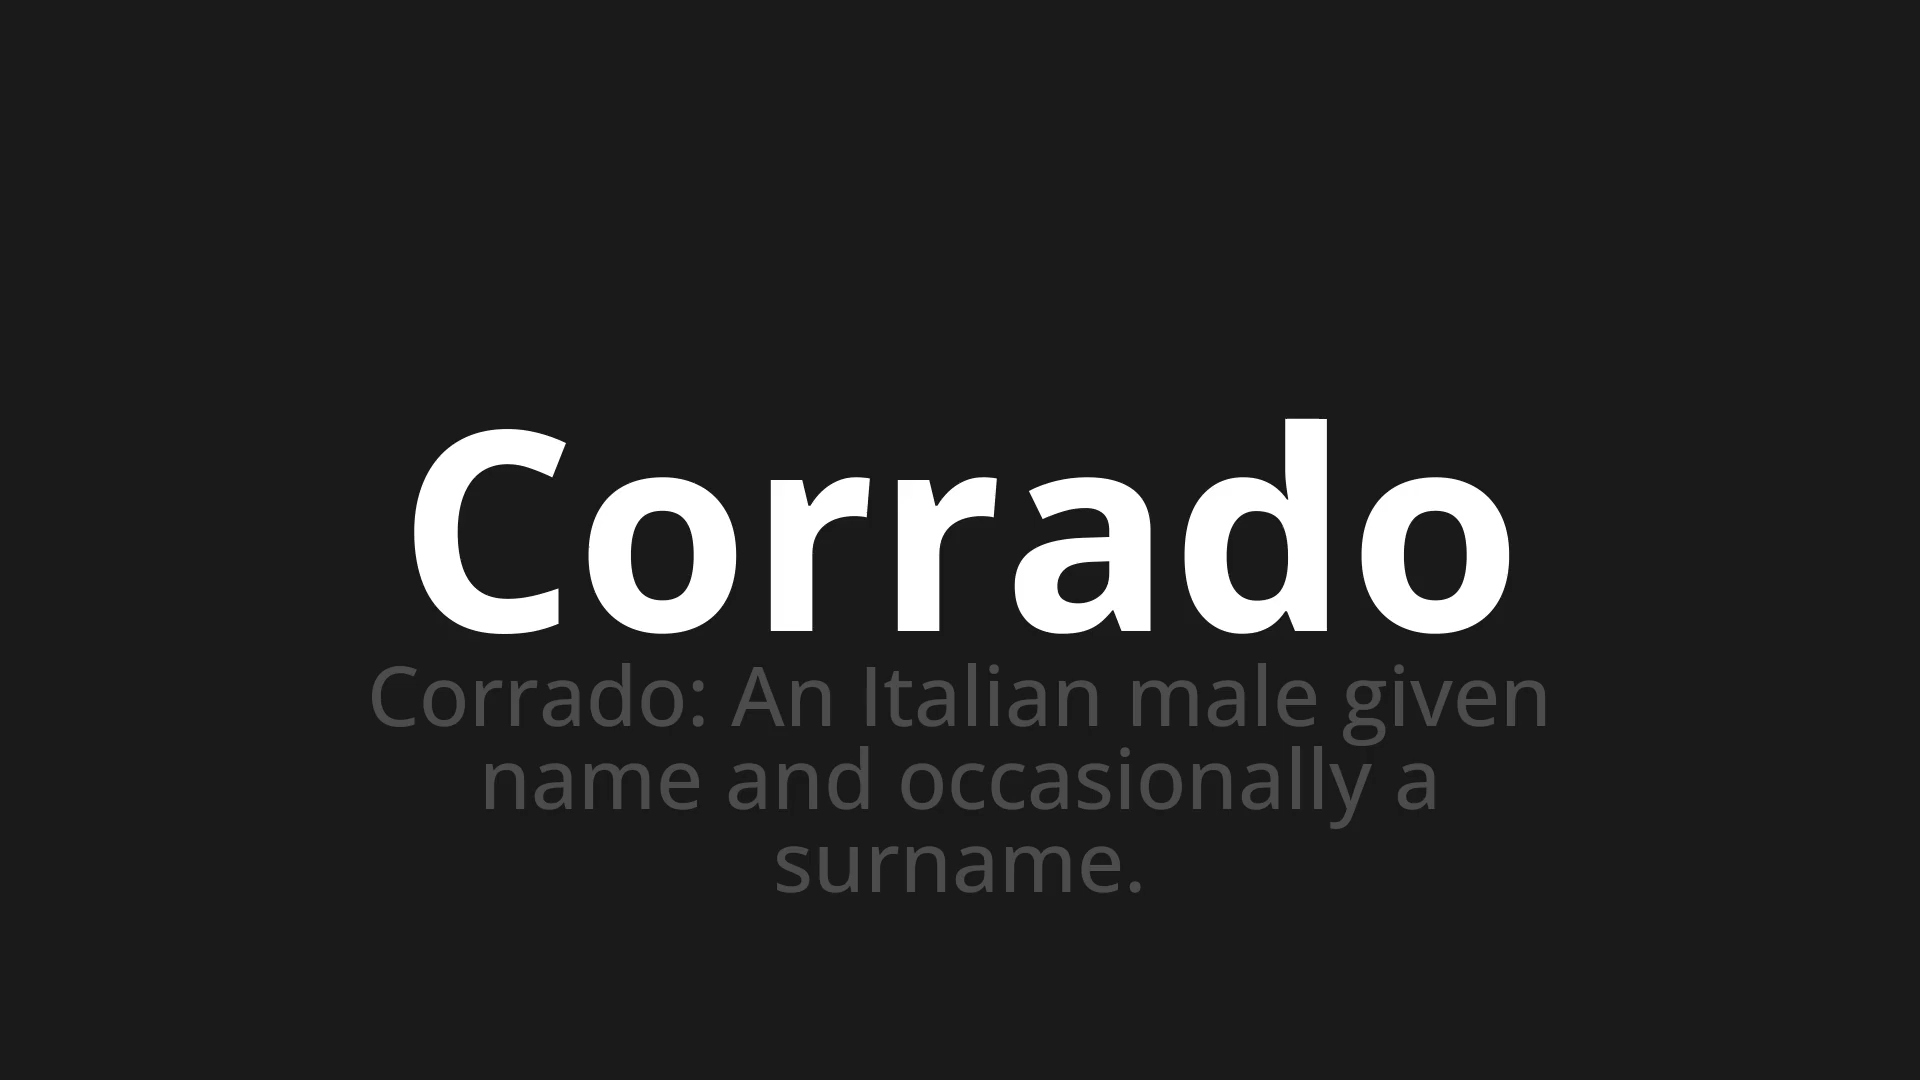 Corrado
Corrado: An Italian male given
name and occasionally a
surname.